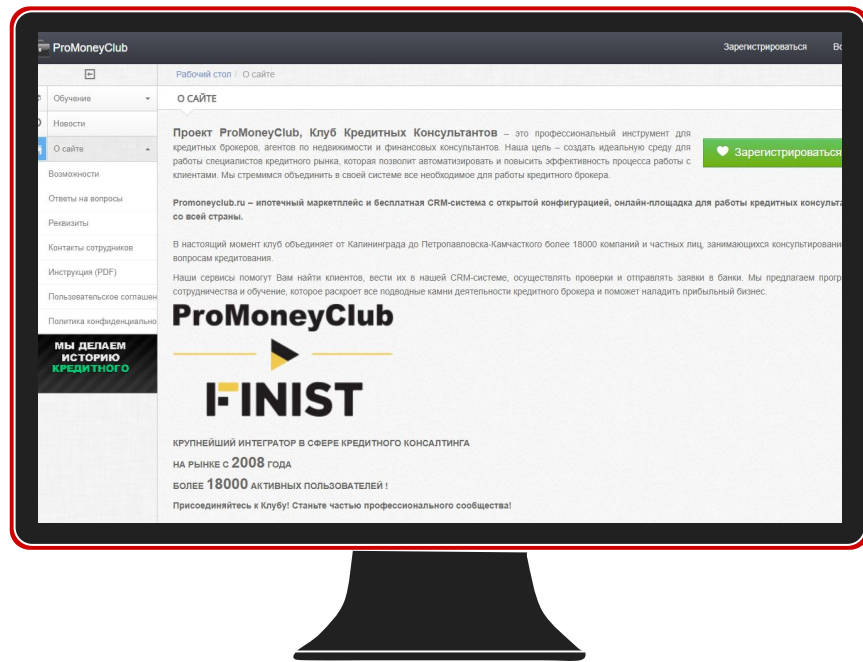 ProMoneyClub
Зарегистрироваться
Рабочий стол / О сайте
Обучение
Новости
О сайте
Возможности
Ответы на вопросы
Реквизиты
Контакты сотрудников
Инструкция (PDF)
Пользовательское соглашен
Политика конфиденциально
МЫ ДЕЛАЕМ
ИСТОРИЮ
КРЕДИТНОГО
О САЙТЕ
Проект ProMoneyClub, Клуб Кредитных Консультантов – это профессиональный инструмент для
кредитных брокеров, агентов по недвижимости и финансовых консультантов. Наша цель – создать идеальную среду для
работы специалистов кредитного рынка, которая позволит автоматизировать и повысить эффективность процесса работы с
клиентами. Мы стремимся объединить в своей системе все необходимое для работы кредитного брокера.
Зарегистрироваться
Promoneyclub.ru – ипотечный маркетплейс и бесплатная CRM-система с открытой конфигурацией, онлайн-площадка для работы кредитных консульта
со всей страны.
В настоящий момент клуб объединяет от Калининграда до Петропавловска-Камчасткого более 18000 компаний и частных лиц, занимающихся консультировани
вопросам кредитования.
Наши сервисы помогут Вам найти клиентов, вести их в нашей CRM-системе, осуществлять проверки и отправлять заявки в банки. Мы предлагаем прогр
сотрудничества и обучение, которое раскроет все подводные камни деятельности кредитного брокера и поможет наладить прибыльный бизнес.
ProMoneyClub
FINIST
КРУПНЕЙШИЙ ИНТЕГРАТОР В СФЕРЕ КРЕДИТНОГО КОНСАЛТИНГА
НА РЫНКЕ С 2008 ГОДА
БОЛЕЕ 18000 АКТИВНЫХ ПОЛЬЗОВАТЕЛЕЙ !
Присоединяйтесь к Клубу! Станьте частью профессионального сообщества!